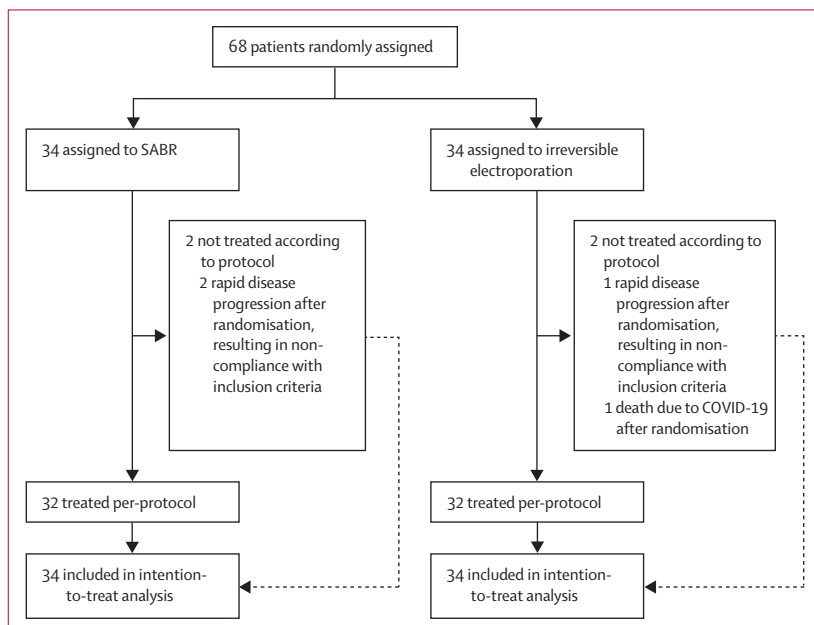 68 patients randomly assigned
34 assigned to SABR
34 assigned to irreversible
electroporation
2 not treated according
to protocol
2 rapid disease
progression after
randomisation,
resulting in non-
compliance with
inclusion criteria
2 not treated according to
protocol
1 rapid disease
progression after
randomisation,
resulting in non-
compliance with
inclusion criteria
1 death due to COVID-19
after randomisation
32 treated per-protocol
32 treated per-protocol
34 included in intention-
to-treat analysis
34 included in intention-
to-treat analysis